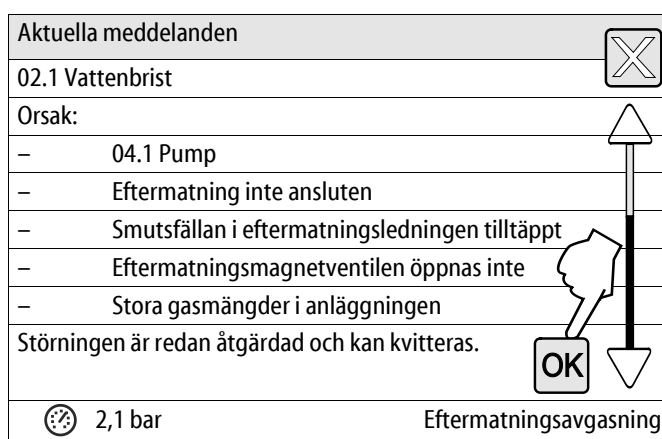 Aktuella meddelanden
02.1 Vattenbrist
Orsak:
– 04.1 Pump
– Eftermatning inte ansluten
– Smutsfällan i eftermatningsledningen tilltäppt
– Eftermatningsmagnetventilen öppnas inte
– Stora gasmängder i anläggningen
Störningen är redan åtgärdad och kan kvitteras.
OK
2,1 bar Eftermatningsavgasning